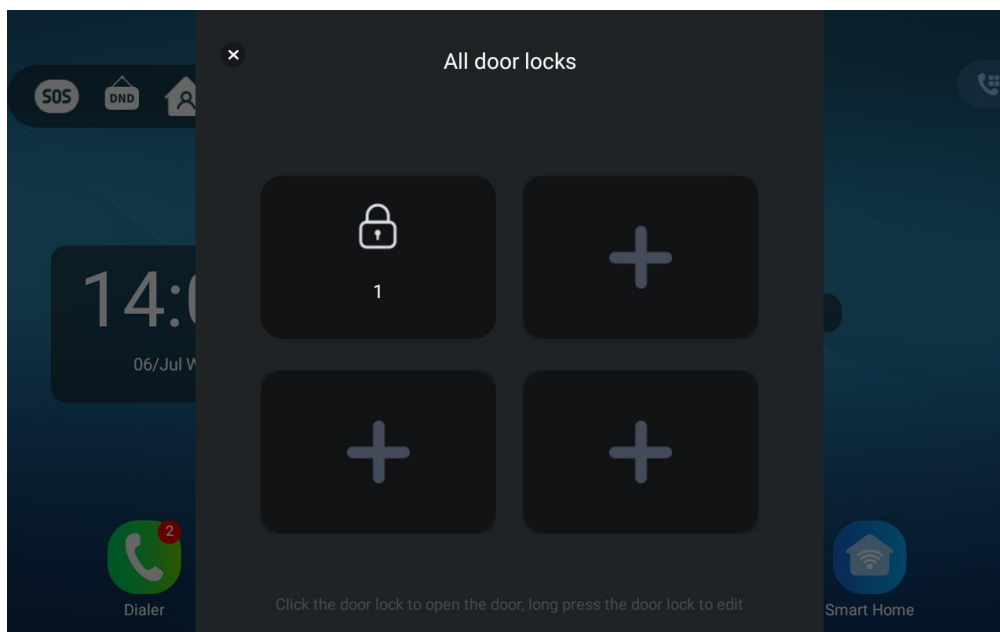 All door locks
SOS
DND
1
14:
06/Jul
2
Dialer
Click the door lock to open the door, long press the door lock to edit
Smart Home